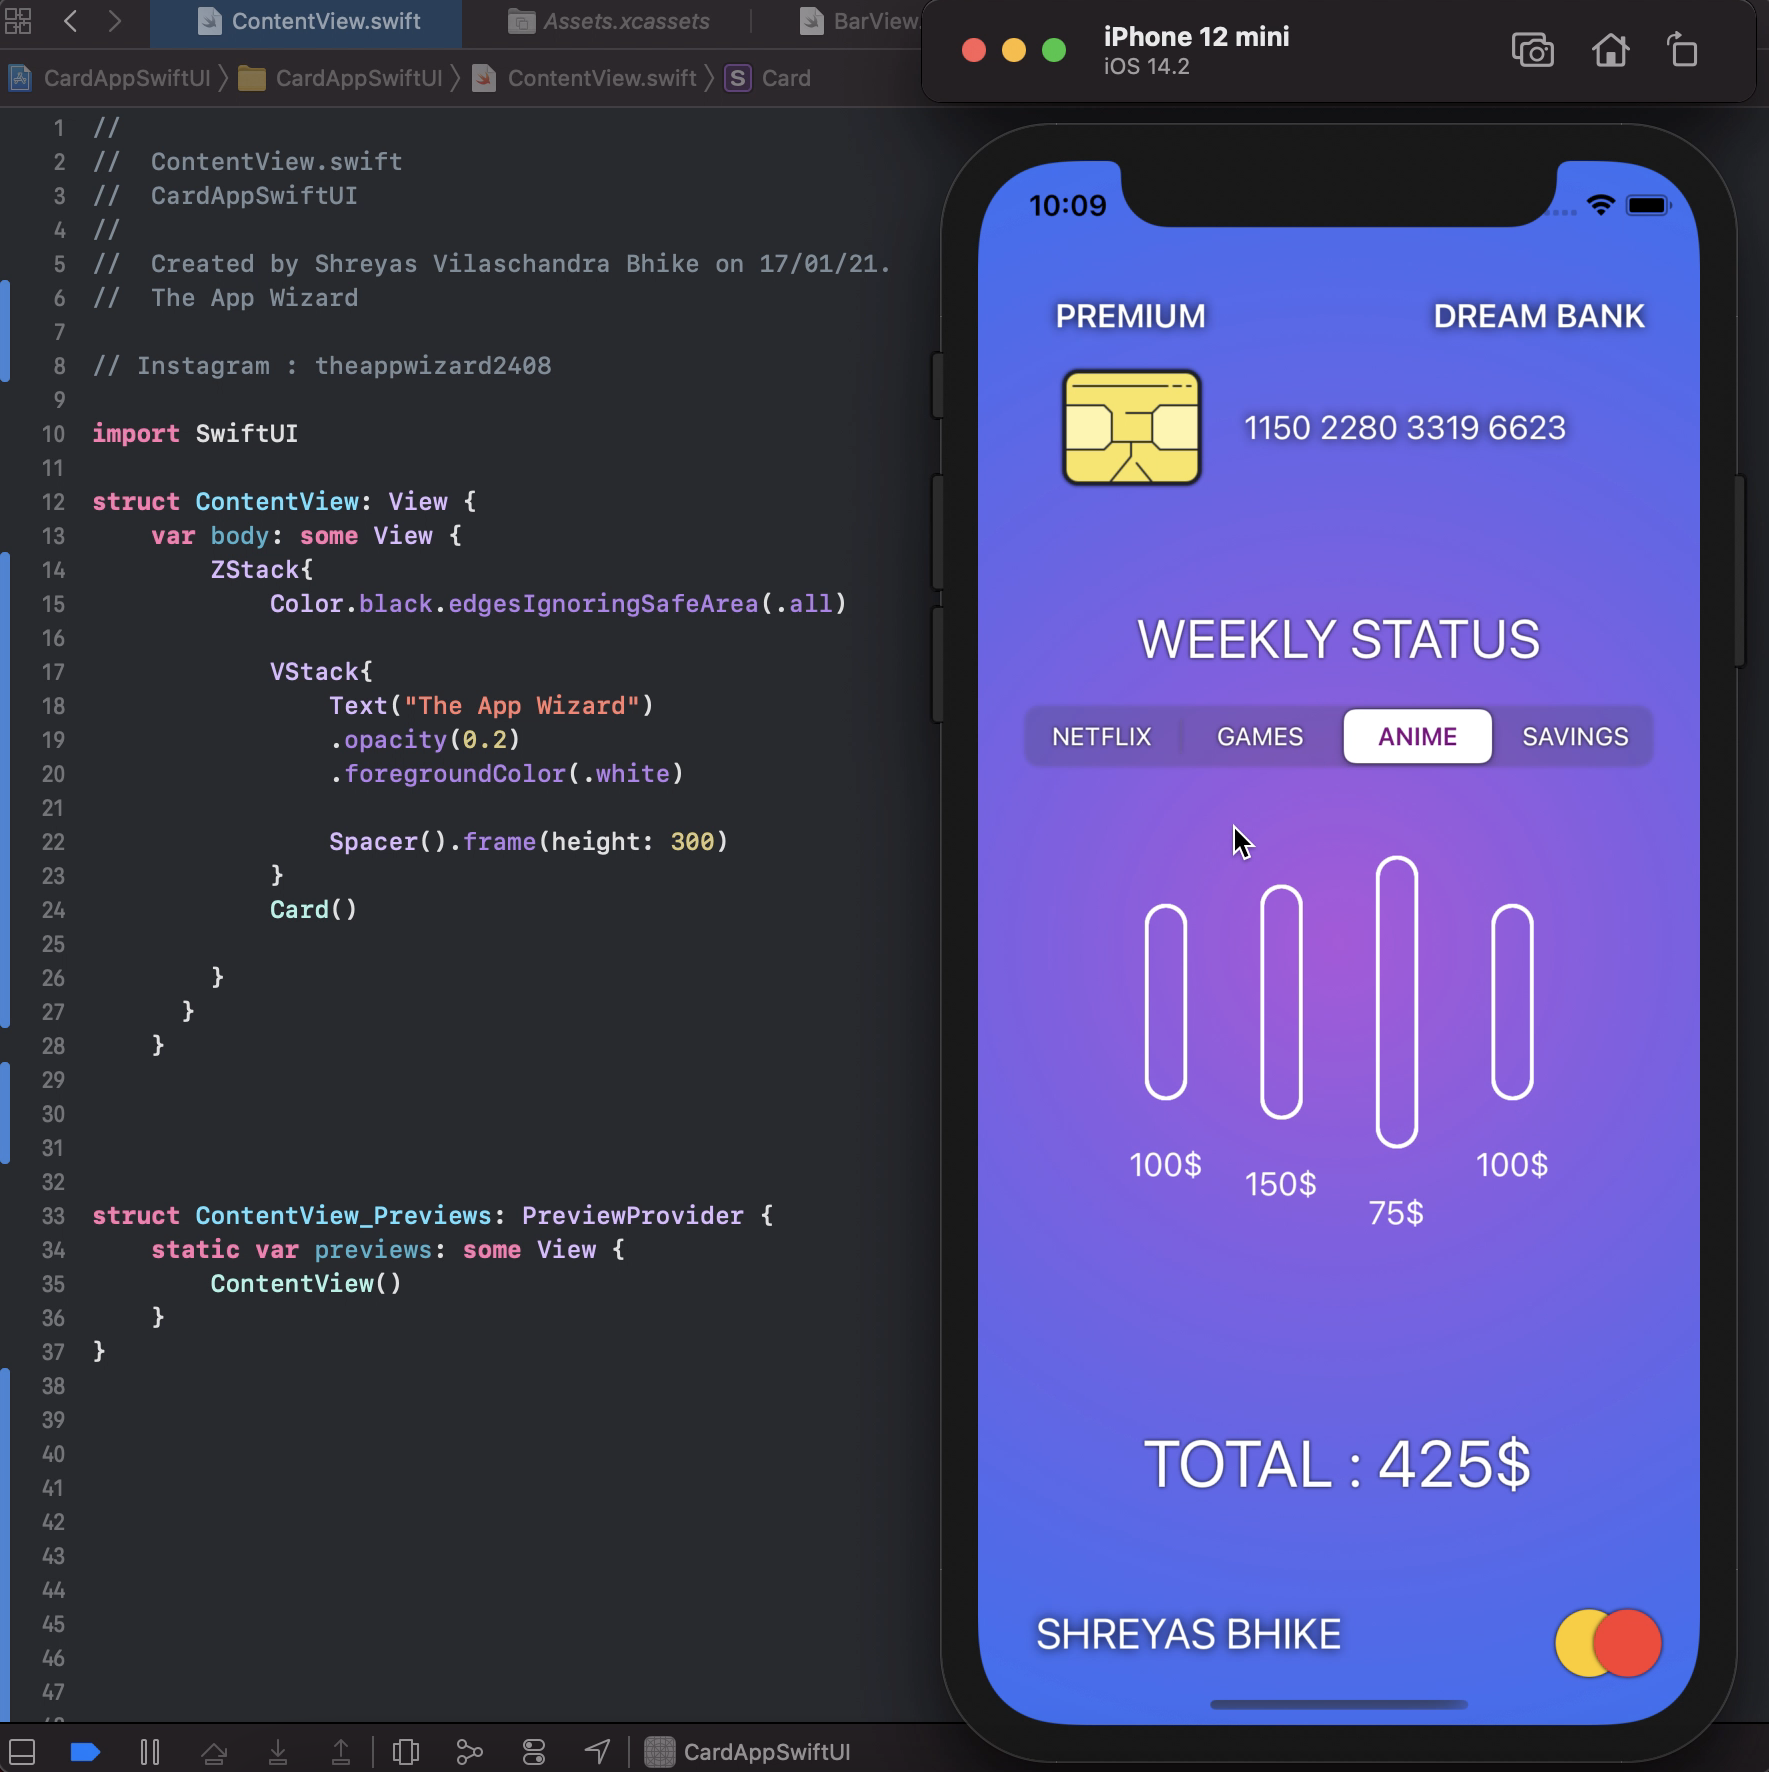 ContentView.swift
Assets.xcassets
BarView.
CardAppSwiftUI
CardAppSwiftUI
ContentView.swift
S
Card
1 //
2 //  ContentView.swift
3 //  CardAppSwiftUI
4 //
5 //  Created by Shreyas Vilaschandra Bhike on 17/01/21.
6 //  The App Wizard
7
8 // Instagram : theappwizard2408
9
10 import SwiftUI
11
12 struct ContentView: View {
13     var body: some View {
14         ZStack{
15             Color.black.edgesIgnoringSafeArea(.all)
16
17             VStack{
18                 Text("The App Wizard")
19                 .opacity(0.2)
20                 .foregroundColor(.white)
21
22                 Spacer().frame(height: 300)
23             }
24             Card()
25
26         }
27       }
28     }
29
30
31
32
33 struct ContentView_Previews: PreviewProvider {
34     static var previews: some View {
35         ContentView()
36     }
37 }
38
39
40
41
42
43
44
45
46
47
CardAppSwiftUI
iPhone 12 mini
iOS 14.2
10:09
PREMIUM
DREAM BANK
1150 2280 3319 6623
WEEKLY STATUS
NETFLIX
GAMES
ANIME
SAVINGS
100$
150$
75$
100$
TOTAL : 425$
SHREYAS BHIKE